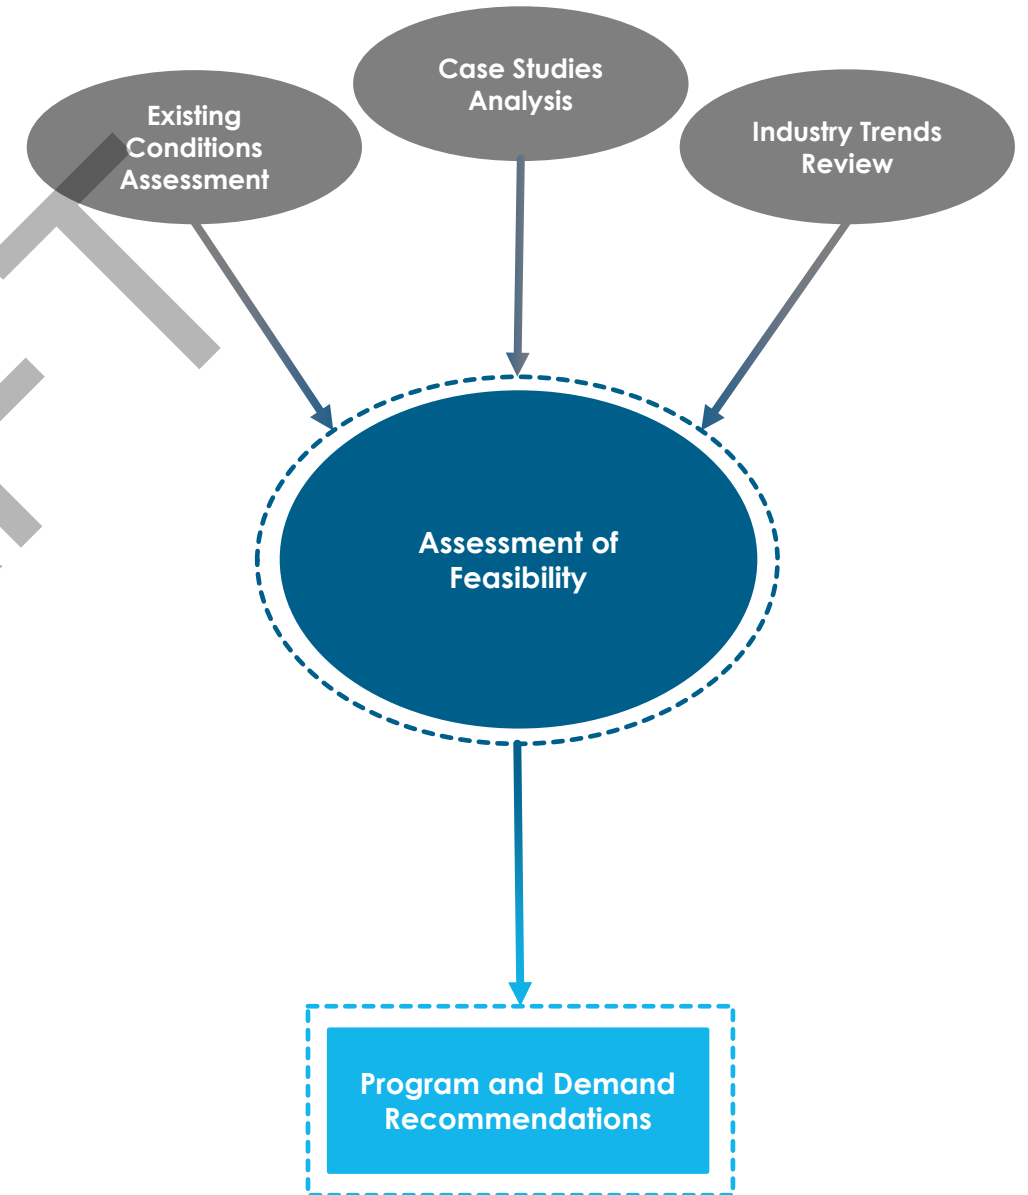 Case Studies
Analysis
Existing
Conditions
Assessment
Industry Trends
Review
Assessment of
Feasibility
Program and Demand
Recommendations